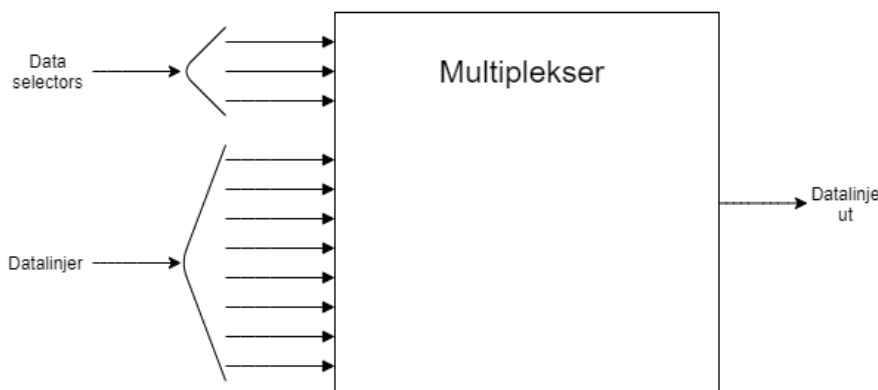 Data
selectors
Multiplekser
Datalinjer
Datalinje
ut